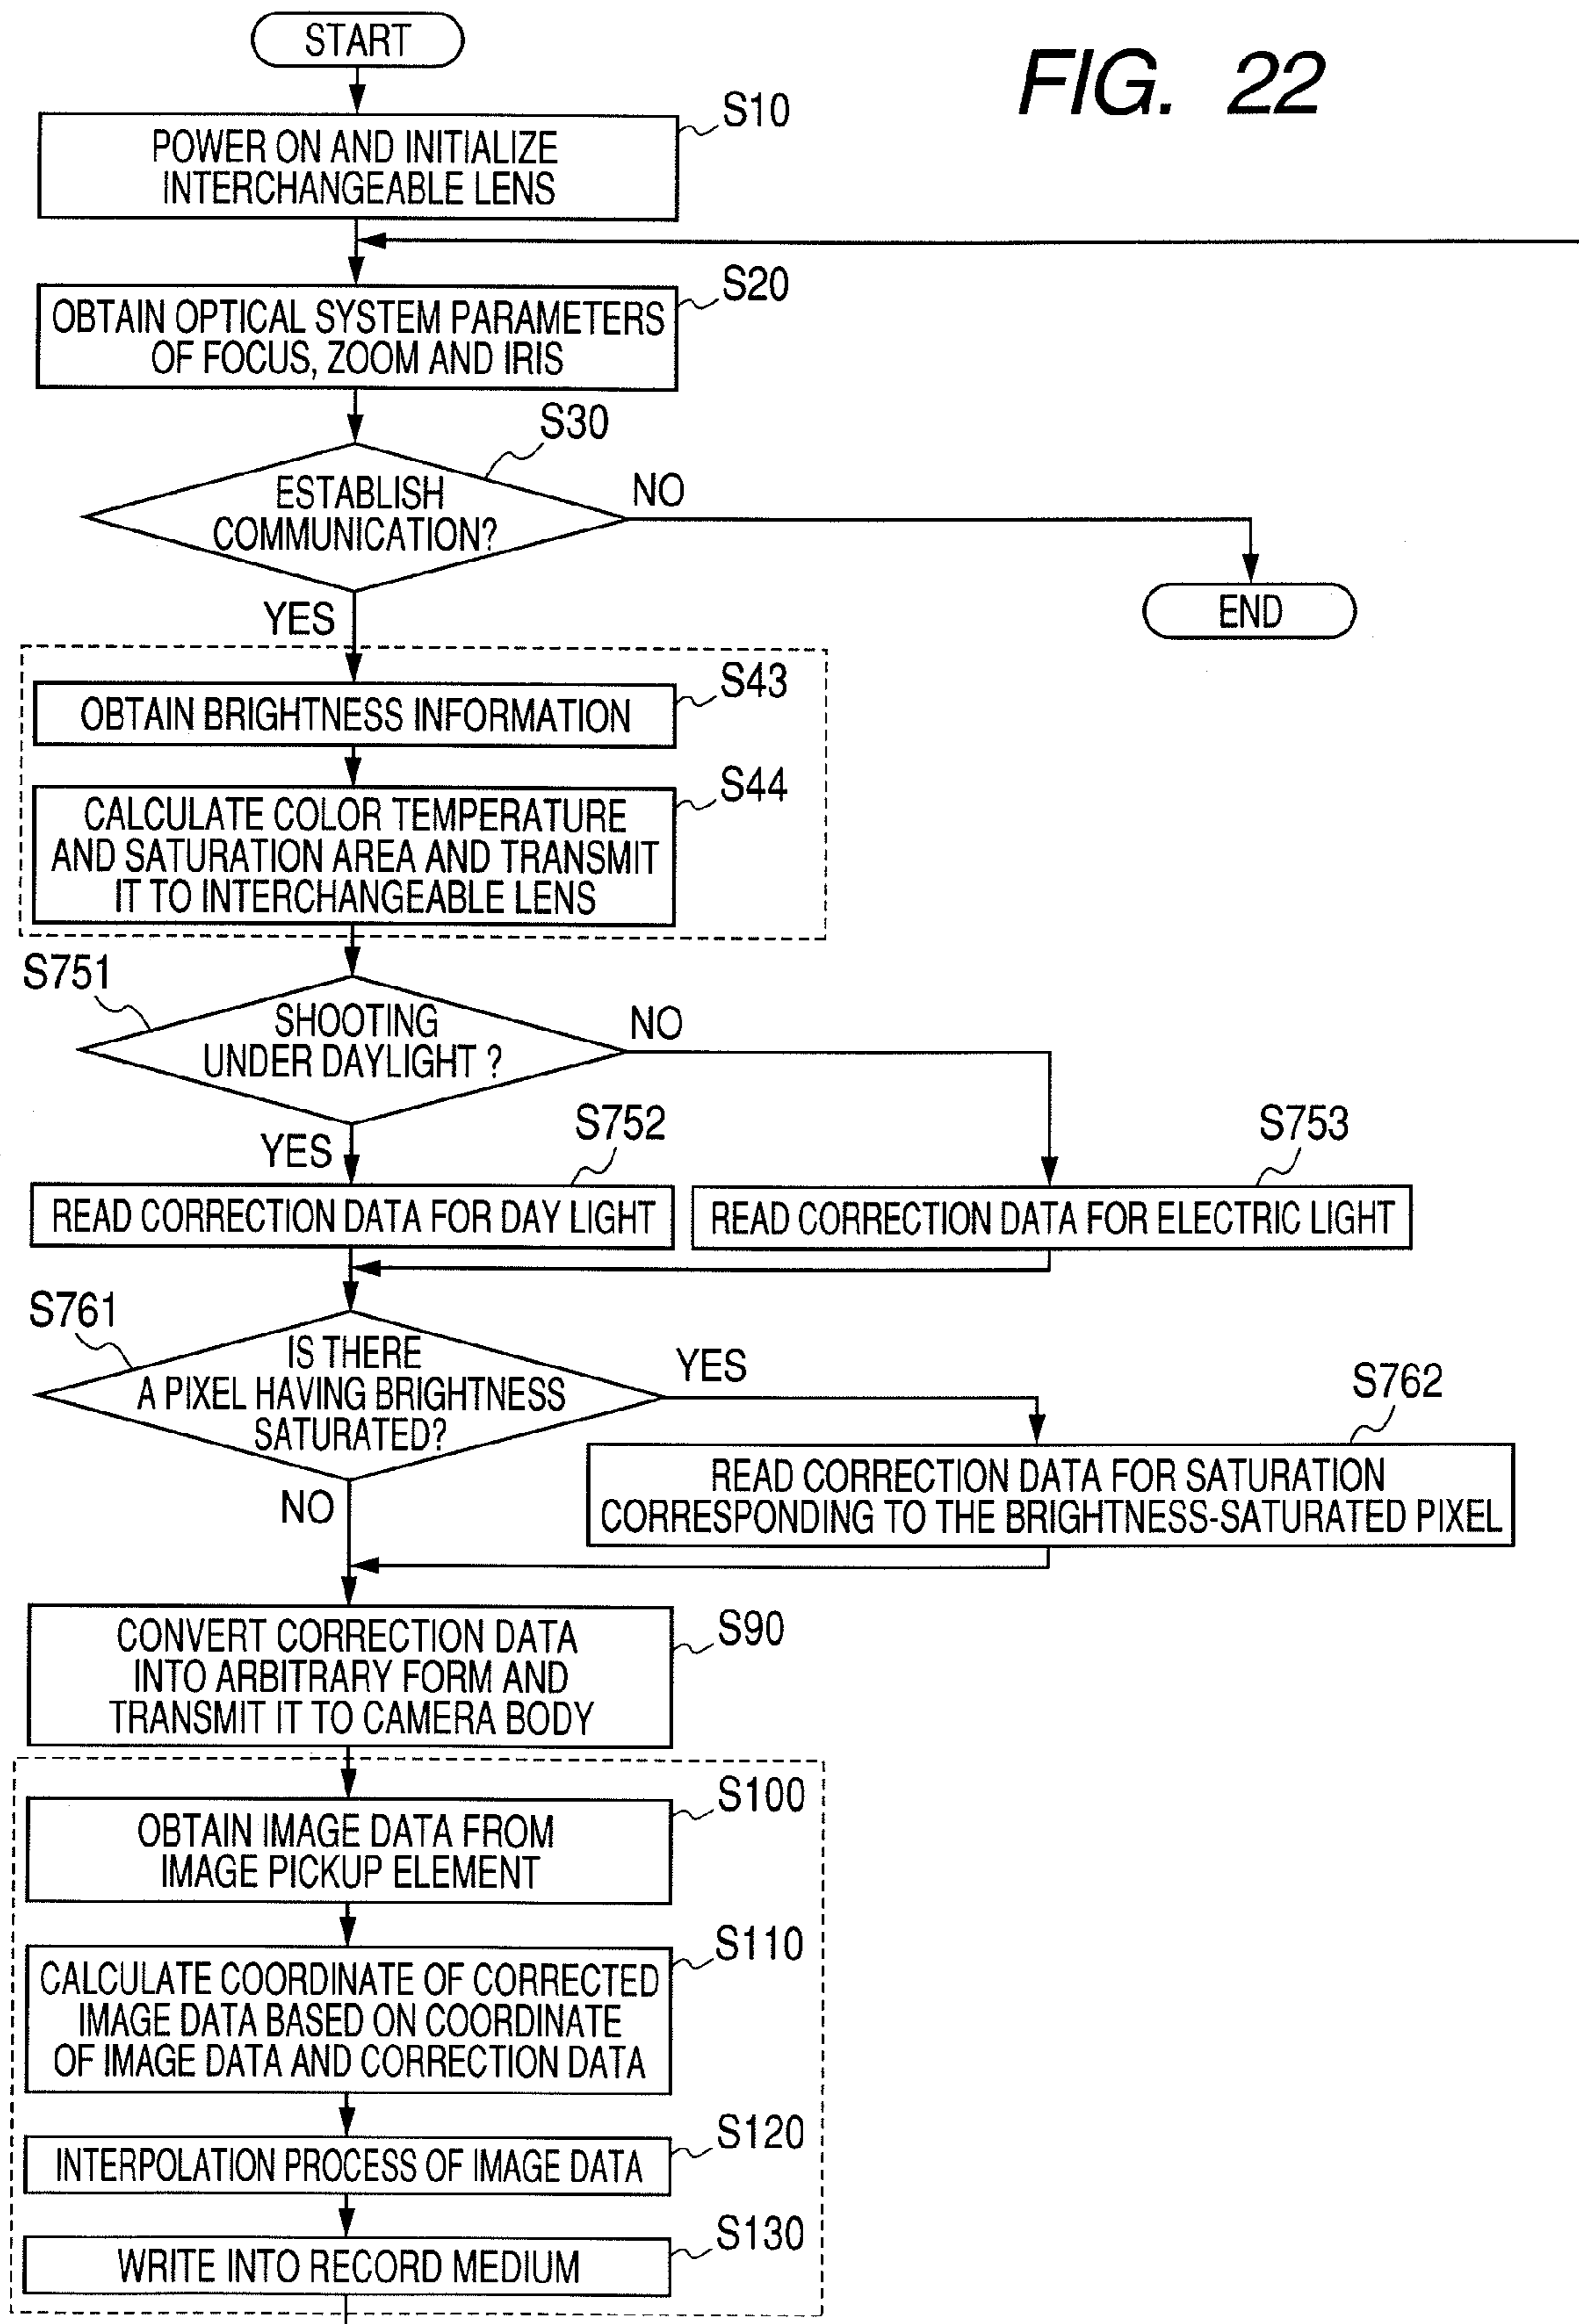 START
FIG. 22
S10
POWER ON AND INITIALIZE
INTERCHANGEABLE LENS
S20
OBTAIN OPTICAL SYSTEM PARAMETERS
OF FOCUS, ZOOM AND IRIS
S30
ESTABLISH
COMMUNICATION?
NO
END
YES
S43
OBTAIN BRIGHTNESS INFORMATION
S44
CALCULATE COLOR TEMPERATURE
AND SATURATION AREA AND TRANSMIT
IT TO INTERCHANGEABLE LENS
S751
SHOOTING
UNDER DAYLIGHT ?
NO
YES
S752
S753
READ CORRECTION DATA FOR DAY LIGHT
READ CORRECTION DATA FOR ELECTRIC LIGHT
S761
IS THERE
A PIXEL HAVING BRIGHTNESS
SATURATED?
YES
S762
READ CORRECTION DATA FOR SATURATION
CORRESPONDING TO THE BRIGHTNESS-SATURATED PIXEL
NO
S90
CONVERT CORRECTION DATA
INTO ARBITRARY FORM AND
TRANSMIT IT TO CAMERA BODY
S100
OBTAIN IMAGE DATA FROM
IMAGE PICKUP ELEMENT
S110
CALCULATE COORDINATE OF CORRECTED
IMAGE DATA BASED ON COORDINATE
OF IMAGE DATA AND CORRECTION DATA
S120
INTERPOLATION PROCESS OF IMAGE DATA
S130
WRITE INTO RECORD MEDIUM